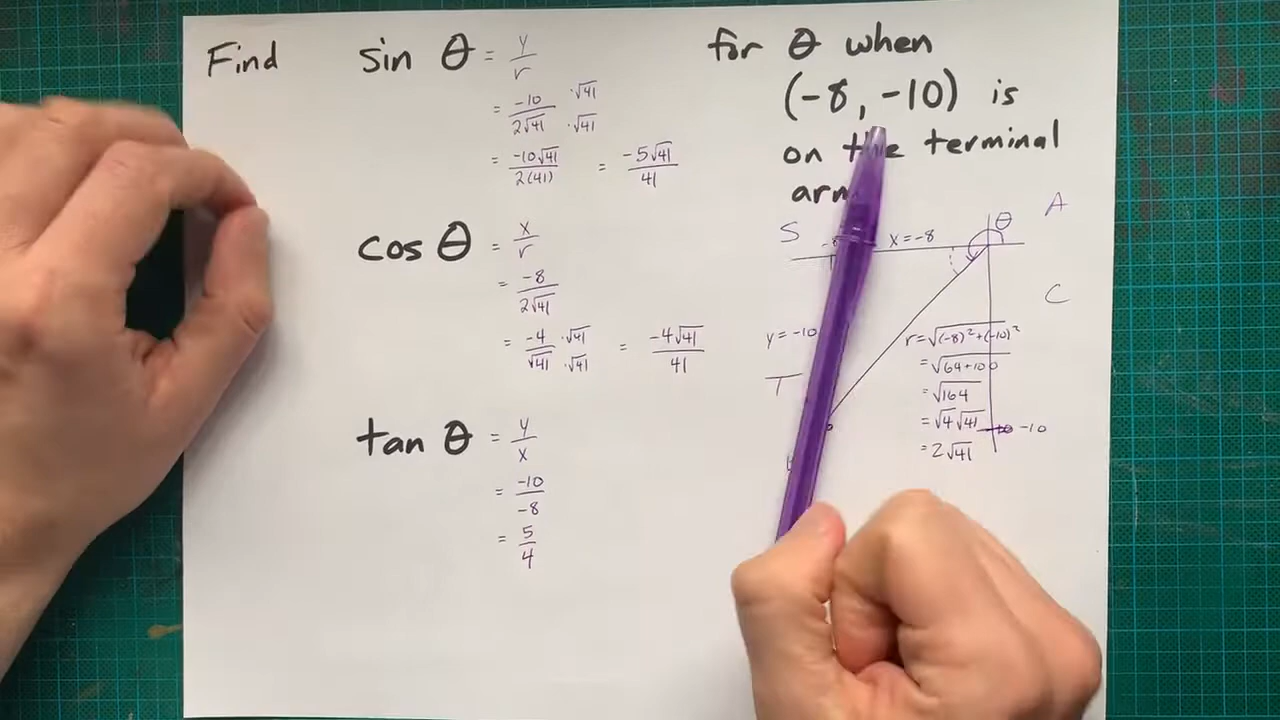 Find sin θ = y/r
= -10/2√41 ·√41/·√41
= -10√41/2(41) = -5√41/41
cos θ = x/r
= -8/2√41
= -4/√41 ·√41/·√41 = -4√41/41
tan θ = y/x
= -10/-8
= 5/4
for θ when
(-8, -10) is
on the terminal
arm
S
A
θ
x = -8
C
y = -10
T
r = √(-8)²+(-10)²
= √64+100
= √164
= √4√41
= 2√41
-10